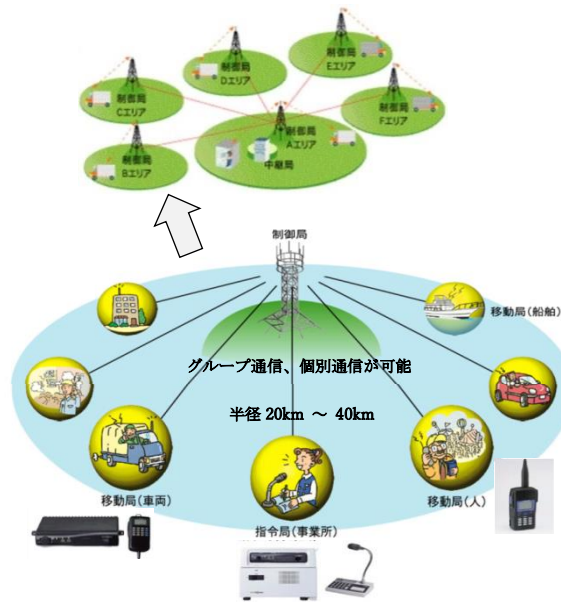 制御局
Eエリア
制御局
Dエリア
制御局
Cエリア
制御局
Fエリア
制御局
Aエリア
中継局
制御局
Bエリア
制御局
移動局(船舶)
グループ通信、個別通信が可能
半径 20km ～ 40km
移動局(車両)
移動局(人)
指令局(事業所)